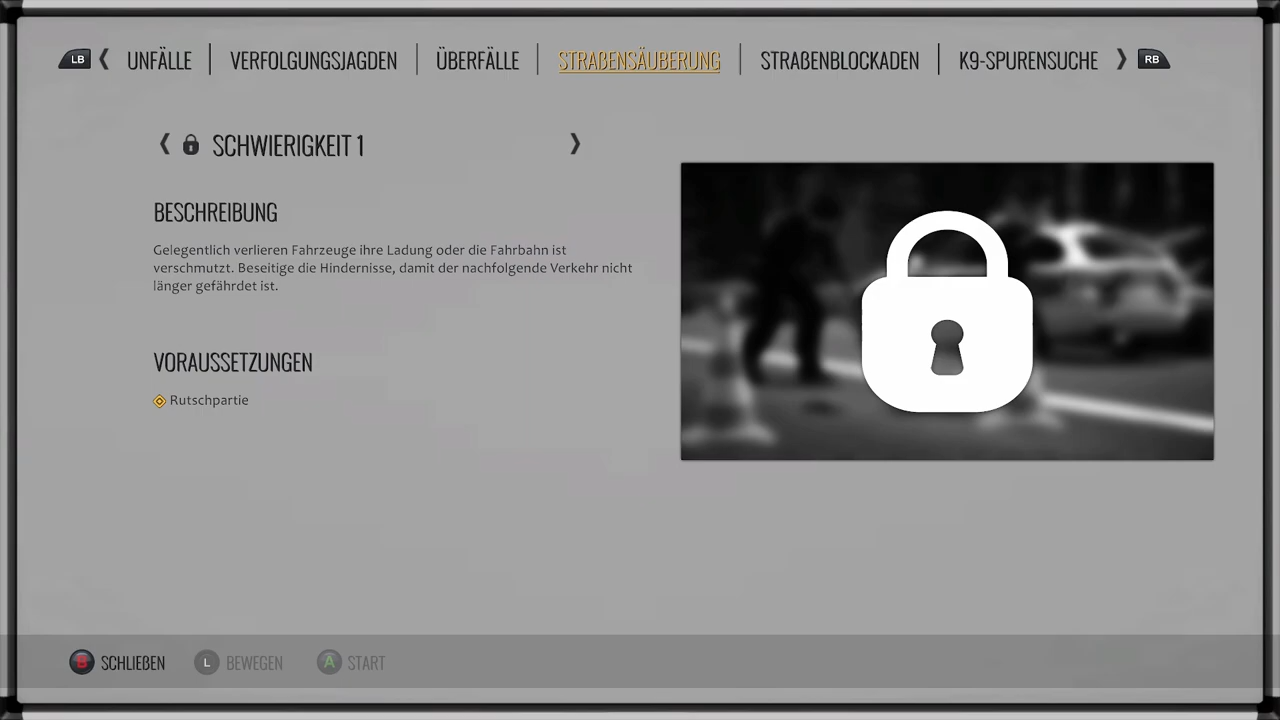 LB UNFÄLLE VERFOLGUNGSJAGDEN ÜBERFÄLLE STRAßENSÄUBERUNG STRAßENBLOCKADEN K9-SPURENSUCHE RB
SCHWIERIGKEIT 1
BESCHREIBUNG
Gelegentlich verlieren Fahrzeuge ihre Ladung oder die Fahrbahn ist
verschmutzt. Beseitige die Hindernisse, damit der nachfolgende Verkehr nicht
länger gefährdet ist.
VORAUSSETZUNGEN
Rutschpartie
B SCHLIEßEN L BEWEGEN A START